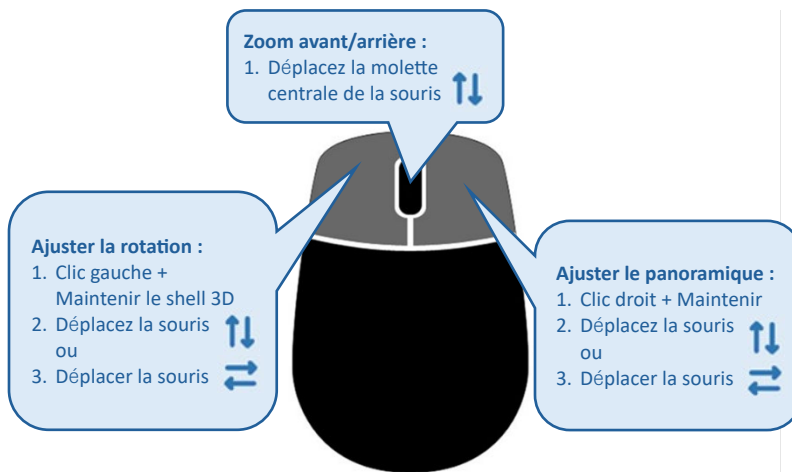 Zoom avant/arrière :
1. Déplacez la molette
centrale de la souris
Ajuster la rotation :
1. Clic gauche +
Maintenir le shell 3D
2. Déplacez la souris
ou
3. Déplacer la souris
Ajuster le panoramique :
1. Clic droit + Maintenir
2. Déplacez la souris
ou
3. Déplacer la souris